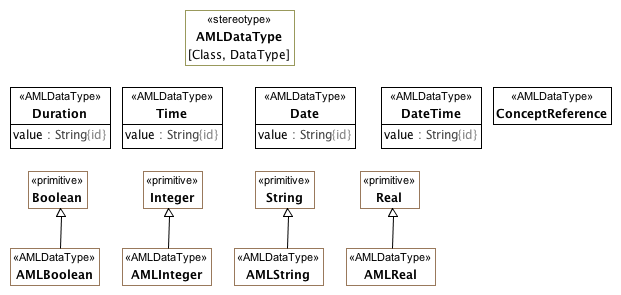 «stereotype»
AMLDataType
[Class, DataType]
«AMLDataType»
Duration
value : String{id}
«AMLDataType»
Time
value : String{id}
«AMLDataType»
Date
value : String{id}
«AMLDataType»
DateTime
value : String{id}
«AMLDataType»
ConceptReference
«primitive»
Boolean
«primitive»
Integer
«primitive»
String
«primitive»
Real
«AMLDataType»
AMLBoolean
«AMLDataType»
AMLInteger
«AMLDataType»
AMLString
«AMLDataType»
AMLReal